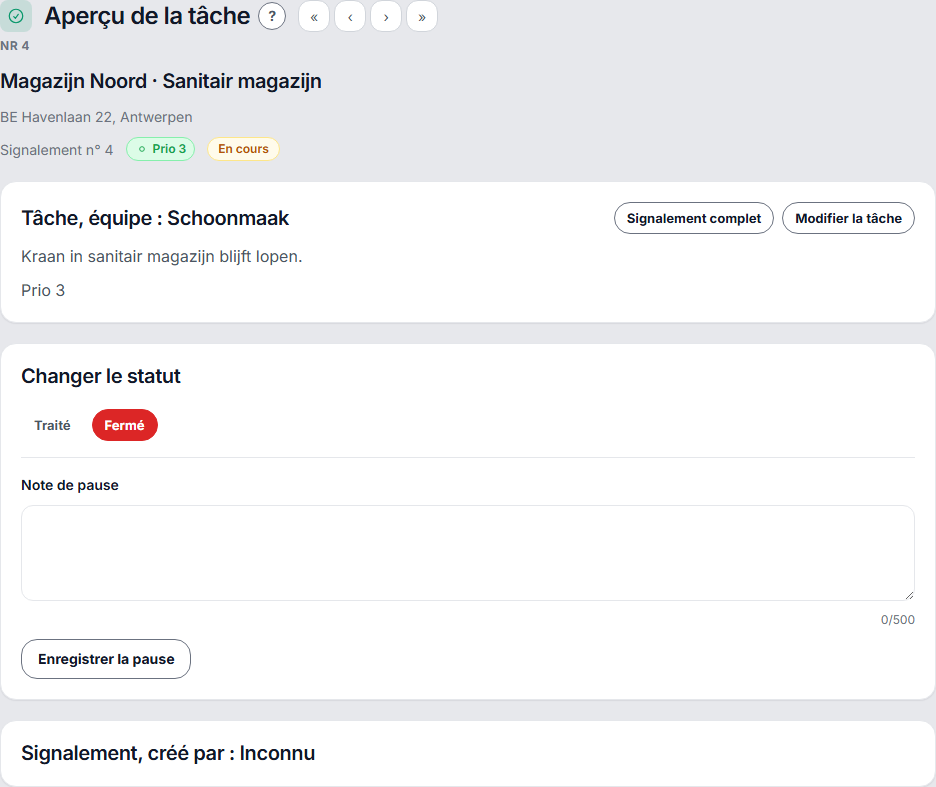 Aperçu de la tâche ? « ‹ › »
NR 4
Magazijn Noord · Sanitair magazijn
BE Havenlaan 22, Antwerpen
Signalement n° 4 Prio 3 En cours
Tâche, équipe : Schoonmaak Signalement complet Modifier la tâche
Kraan in sanitair magazijn blijft lopen.
Prio 3
Changer le statut
Traité Fermé
Note de pause
0/500
Enregistrer la pause
Signalement, créé par : Inconnu